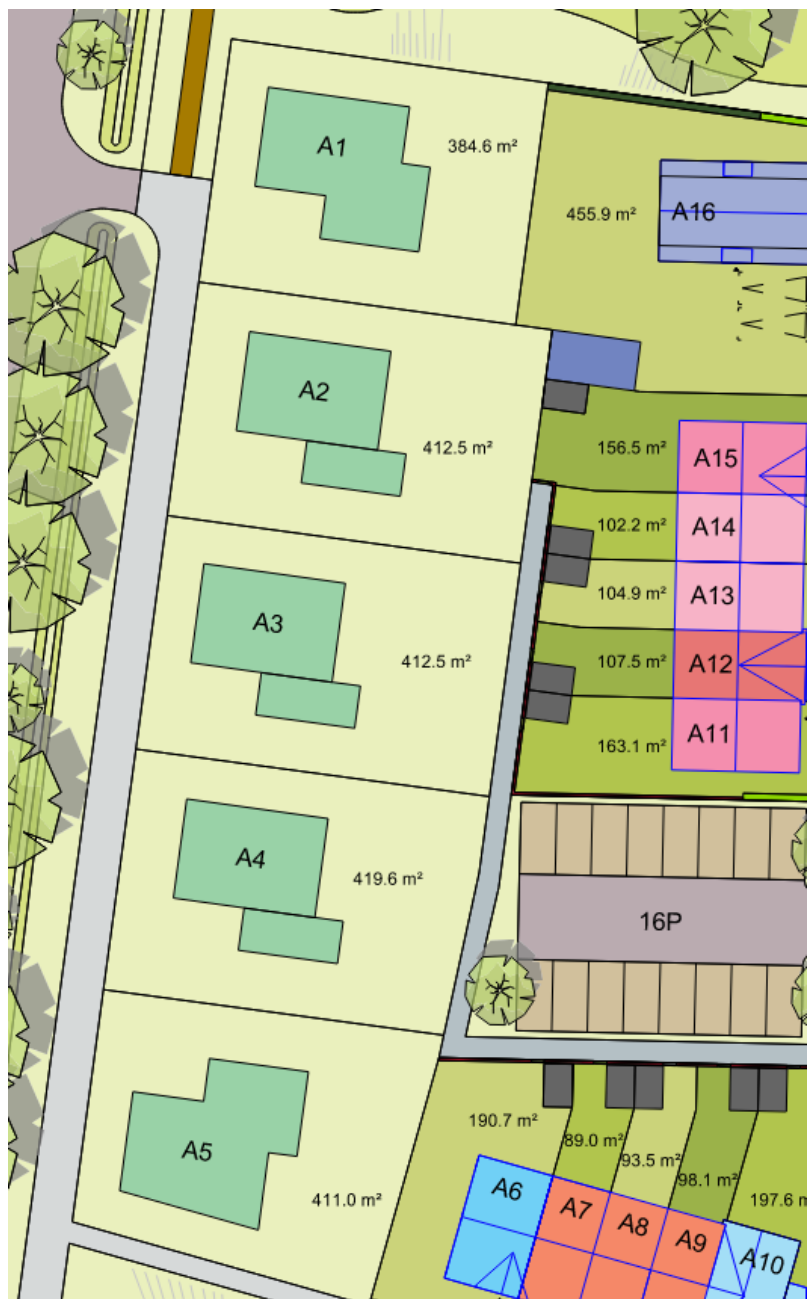 A1
384.6 m²
A16
455.9 m²
A2
412.5 m²
A15
156.5 m²
A14
102.2 m²
A13
104.9 m²
A3
412.5 m²
A12
107.5 m²
A11
163.1 m²
A4
419.6 m²
16P
190.7 m²
89.0 m²
93.5 m²
98.1 m²
197.6 m
A5
411.0 m²
A6
A7
A8
A9
A10